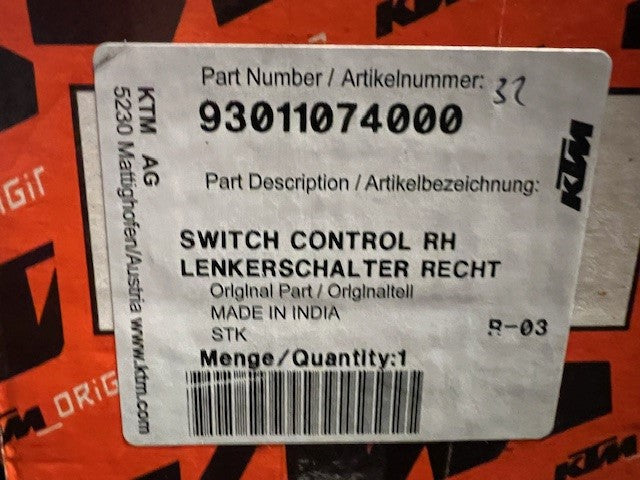 KTM
Part Number / Artikelnummer: 32
93011074000
KTM AG
5230 Mattighofen/Austria www.ktm.com
KTM
Part Description / Artikelbezeichnung:
SWITCH CONTROL RH
LENKERSCHALTER RECHT
Original Part / Originalteil
MADE IN INDIA
STK
R-03
Menge/Quantity:1
KTM_ORiG
KTM